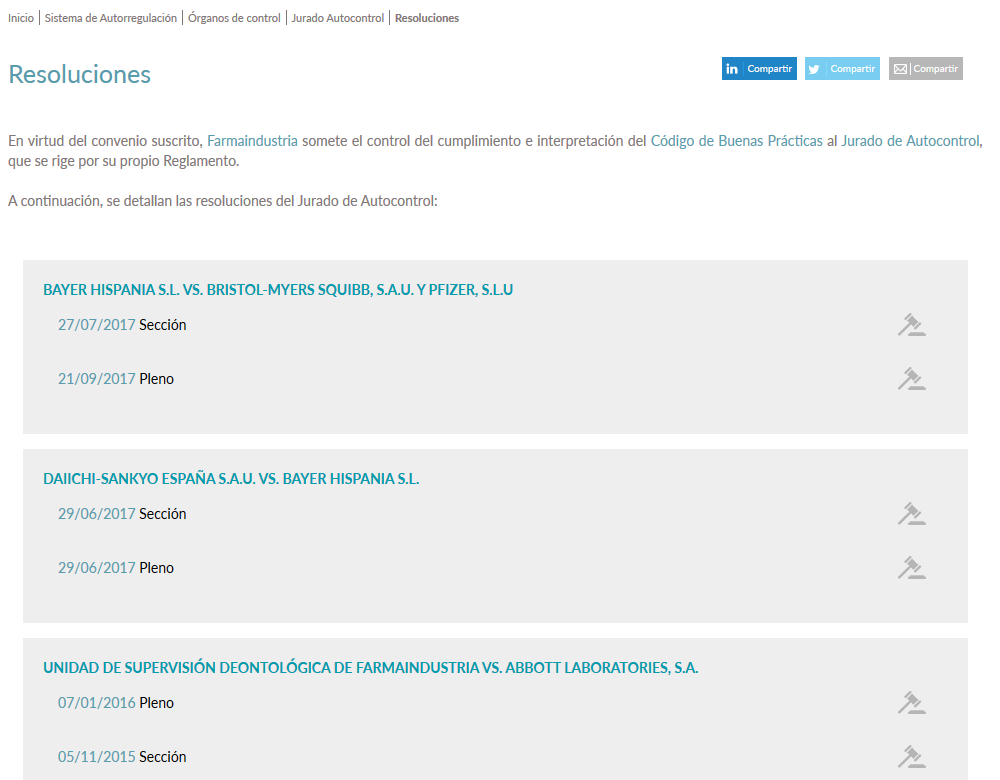 Inicio | Sistema de Autorregulación | Órganos de control | Jurado Autocontrol | Resoluciones
Resoluciones
in Compartir
Compartir
Compartir
En virtud del convenio suscrito, Farmaindustria somete el control del cumplimiento e interpretación del Código de Buenas Prácticas al Jurado de Autocontrol,
que se rige por su propio Reglamento.
A continuación, se detallan las resoluciones del Jurado de Autocontrol:
BAYER HISPANIA S.L. VS. BRISTOL-MYERS SQUIBB, S.A.U. Y PFIZER, S.L.U
27/07/2017 Sección
21/09/2017 Pleno
DAIICHI-SANKYO ESPAÑA S.A.U. VS. BAYER HISPANIA S.L.
29/06/2017 Sección
29/06/2017 Pleno
UNIDAD DE SUPERVISIÓN DEONTOLÓGICA DE FARMAINDUSTRIA VS. ABBOTT LABORATORIES, S.A.
07/01/2016 Pleno
05/11/2015 Sección